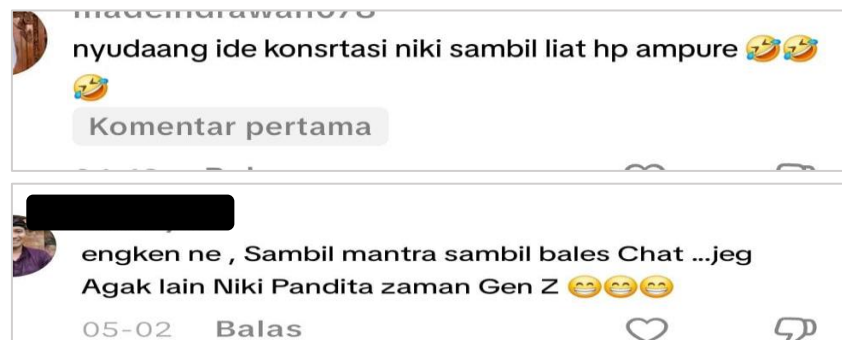 nyudaang ide konsrtasi niki sambil liat hp ampure 🤣🤣
🤣
Komentar pertama
engken ne , Sambil mantra sambil bales Chat ...jeg
Agak lain Niki Pandita zaman Gen Z 😁😁😁
05-02 Balas